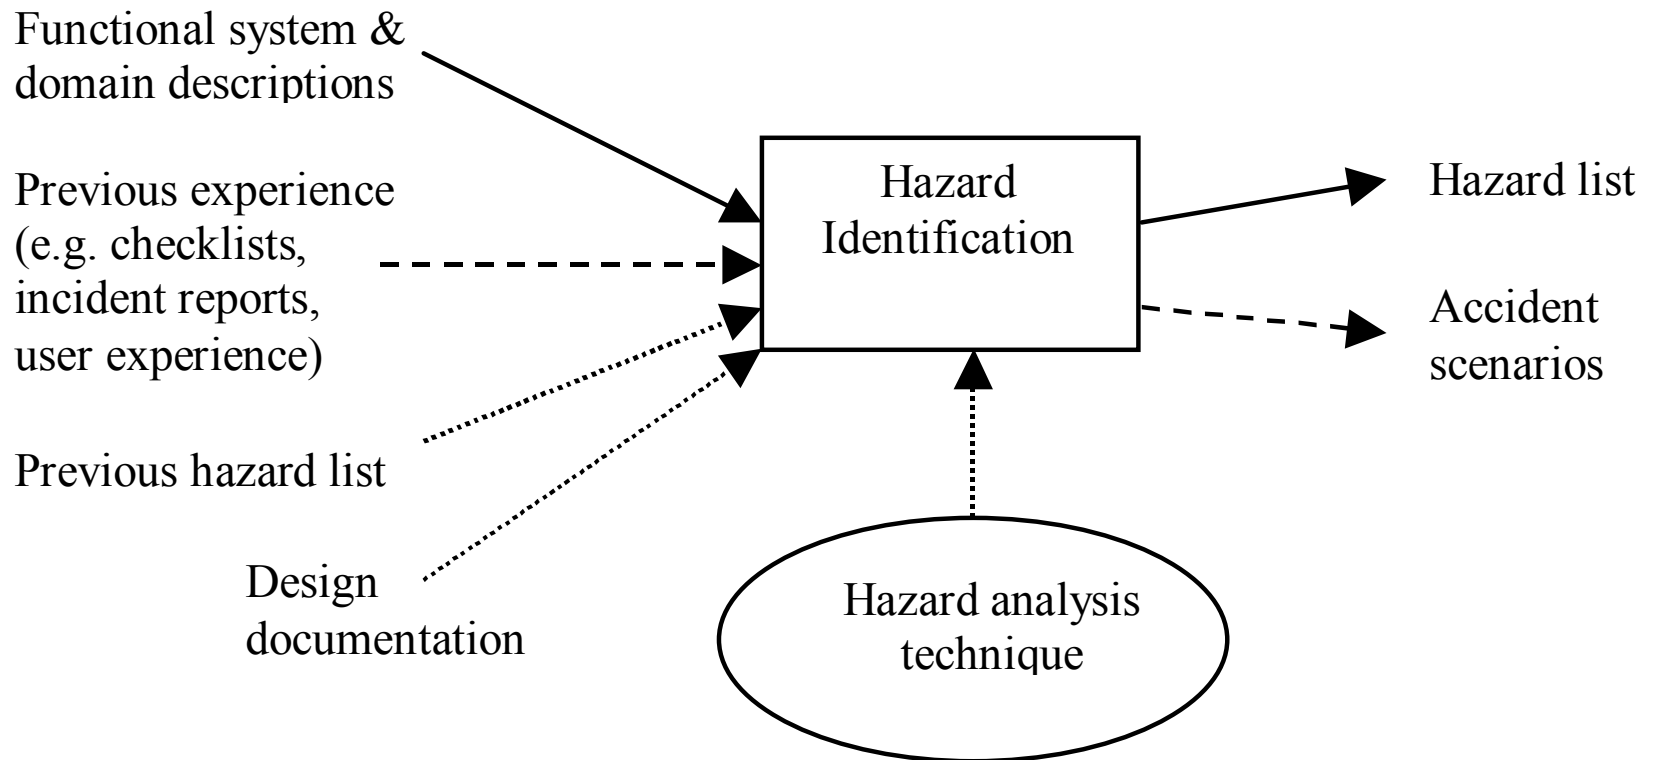 Functional system &
domain descriptions
Previous experience
(e.g. checklists,
incident reports,
user experience)
Previous hazard list
Design
documentation
Hazard
Identification
Hazard analysis
technique
Hazard list
Accident
scenarios